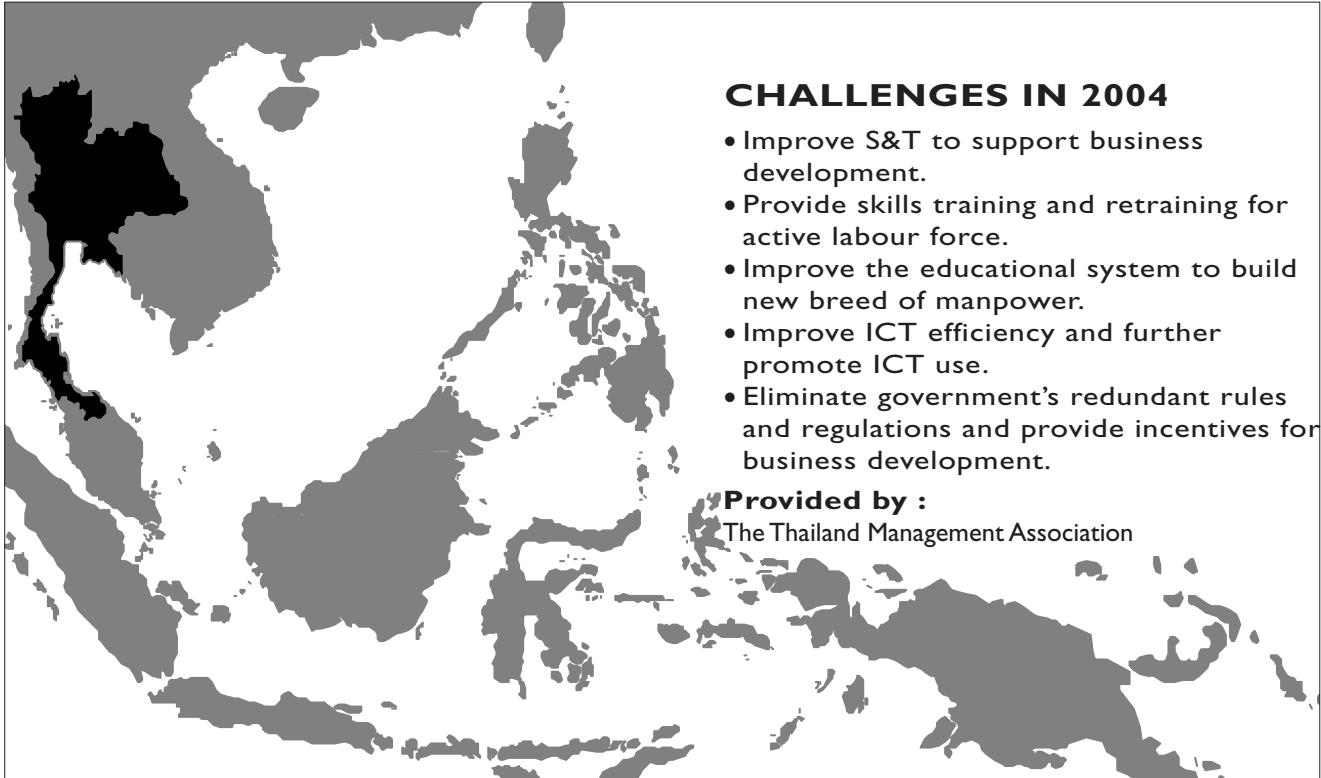 CHALLENGES IN 2004
• Improve S&T to support business
development.
• Provide skills training and retraining for
active labour force.
• Improve the educational system to build
new breed of manpower.
• Improve ICT efficiency and further
promote ICT use.
• Eliminate government’s redundant rules
and regulations and provide incentives for
business development.
Provided by :
The Thailand Management Association